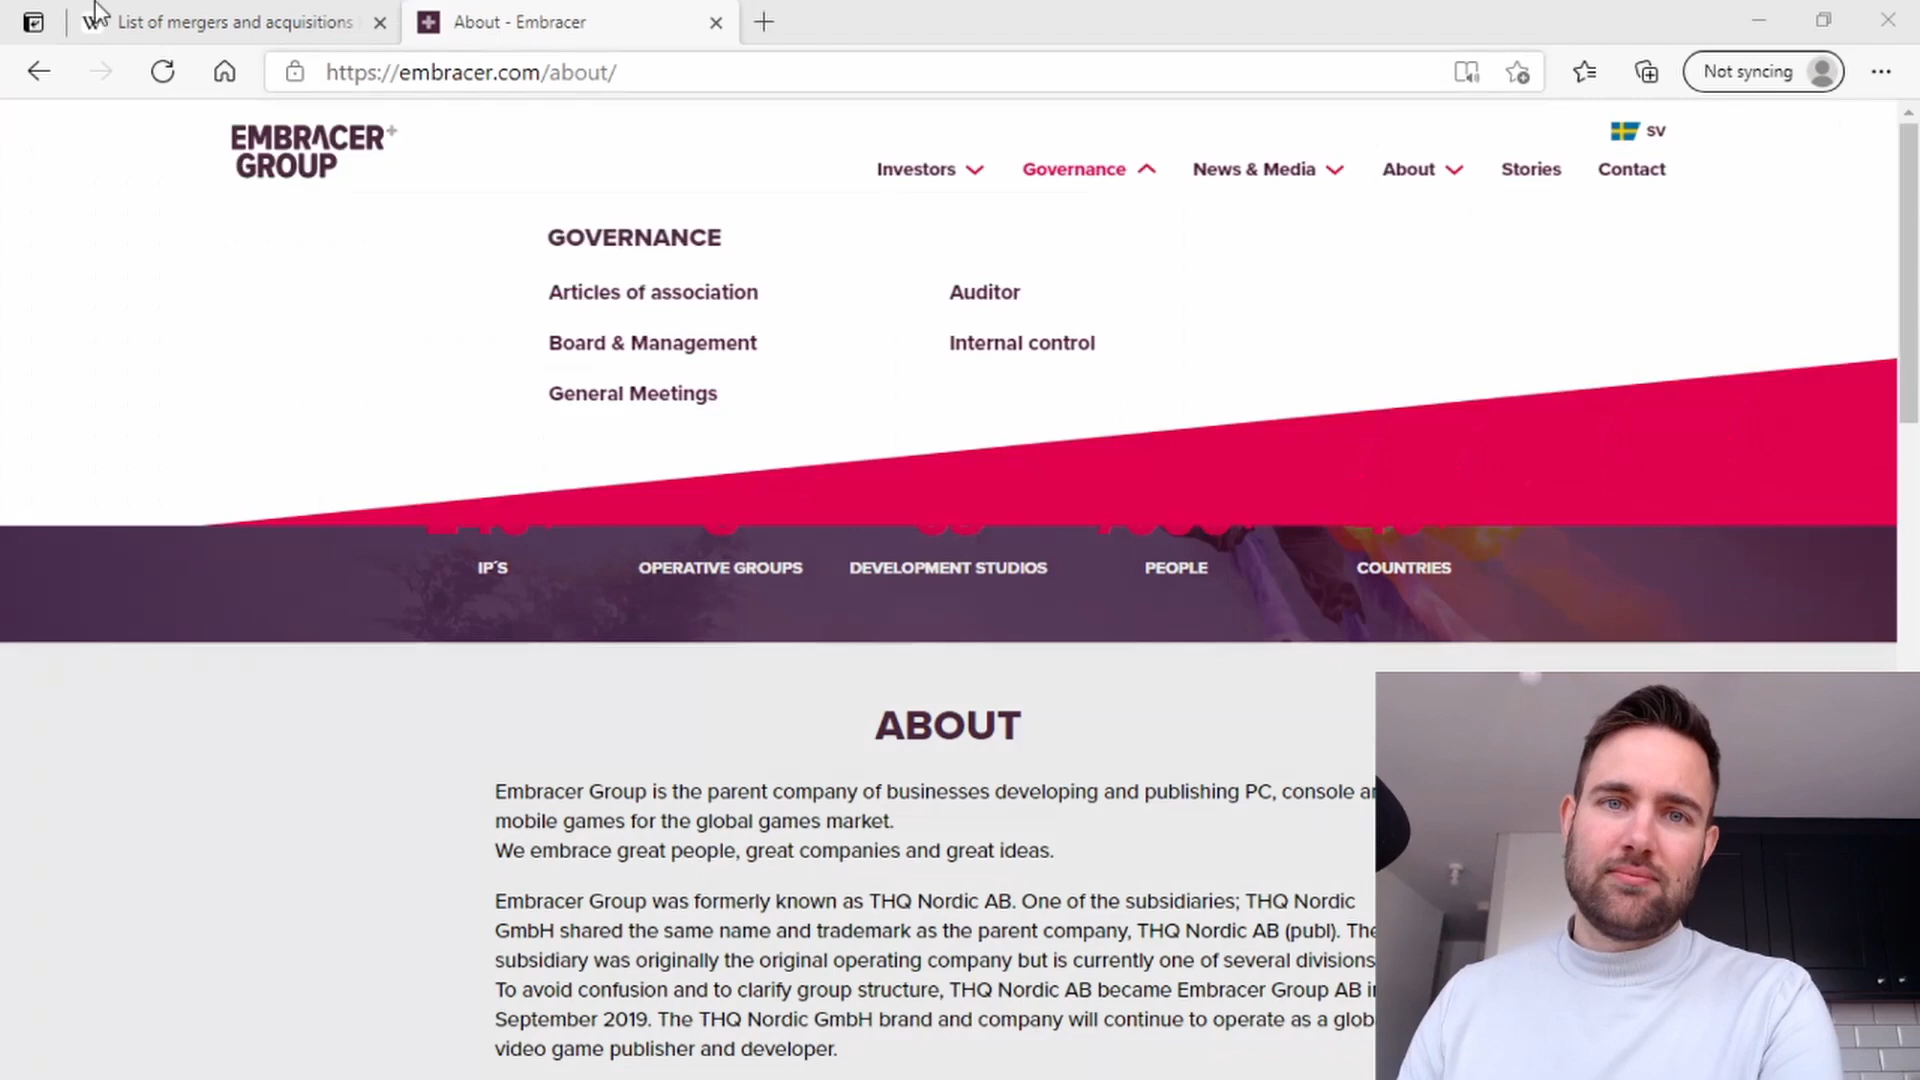 List of mergers and acquisitions
About - Embracer
https://embracer.com/about/
Not syncing
EMBRACER+
GROUP
SV
Investors
Governance
News & Media
About
Stories
Contact
GOVERNANCE
Articles of association
Auditor
Board & Management
Internal control
General Meetings
IP´S
OPERATIVE GROUPS
DEVELOPMENT STUDIOS
PEOPLE
COUNTRIES
ABOUT
Embracer Group is the parent company of businesses developing and publishing PC, console
mobile games for the global games market.
We embrace great people, great companies and great ideas.
Embracer Group was formerly known as THQ Nordic AB. One of the subsidiaries; THQ Nordic
GmbH shared the same name and trademark as the parent company, THQ Nordic AB (publ). The
subsidiary was originally the original operating company but is currently one of several divisions
To avoid confusion and to clarify group structure, THQ Nordic AB became Embracer Group AB
September 2019. The THQ Nordic GmbH brand and company will continue to operate as a
video game publisher and developer.